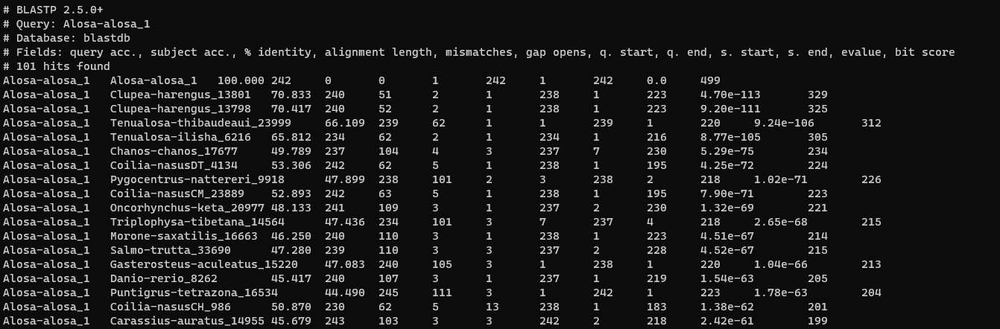 # BLASTP 2.5.0+
# Query: Alosa-alosa_1
# Database: blastdb
# Fields: query acc., subject acc., % identity, alignment length, mismatches, gap opens, q. start, q. end, s. start, s. end, evalue, bit score
# 101 hits found
Alosa-alosa_1 Alosa-alosa_1 100.000 242 0 0 1 242 1 242 0.0 499
Alosa-alosa_1 Clupea-harengus_13801 70.833 240 51 2 1 238 1 223 4.70e-113 329
Alosa-alosa_1 Clupea-harengus_13798 70.417 240 52 2 1 238 1 223 9.20e-111 325
Alosa-alosa_1 Tenualosa-thibaudeaui_23999 66.109 239 62 1 1 239 1 220 9.24e-106 312
Alosa-alosa_1 Tenualosa-ilisha_6216 65.812 234 62 2 1 234 1 216 8.77e-105 305
Alosa-alosa_1 Chanos-chanos_17677 49.789 237 104 4 3 237 7 230 5.29e-75 234
Alosa-alosa_1 Coilia-nasusDT_4134 53.306 242 62 5 1 238 1 195 4.25e-72 224
Alosa-alosa_1 Pygocentrus-nattereri_9918 47.899 238 101 2 3 238 2 218 1.02e-71 226
Alosa-alosa_1 Coilia-nasusCM_23889 52.893 242 63 5 1 238 1 195 7.90e-71 223
Alosa-alosa_1 Oncorhynchus-keta_20977 48.133 241 109 3 1 237 2 230 1.32e-69 221
Alosa-alosa_1 Triplophysa-tibetana_14564 47.436 234 101 3 7 237 4 218 2.65e-68 215
Alosa-alosa_1 Morone-saxatilis_16663 46.250 240 110 3 1 238 1 223 4.51e-67 214
Alosa-alosa_1 Salmo-trutta_33690 47.280 239 110 3 3 237 2 228 4.52e-67 215
Alosa-alosa_1 Gasterosteus-aculeatus_15220 47.083 240 105 3 1 238 1 220 1.04e-66 213
Alosa-alosa_1 Danio-rerio_8262 45.417 240 107 3 1 237 1 219 1.54e-63 205
Alosa-alosa_1 Puntigrus-tetrazona_16534 44.490 245 111 3 1 242 1 223 1.78e-63 204
Alosa-alosa_1 Coilia-nasusCH_986 50.870 230 62 5 13 238 1 183 1.38e-62 201
Alosa-alosa_1 Carassius-auratus_14955 45.679 243 103 3 3 242 2 218 2.42e-61 199